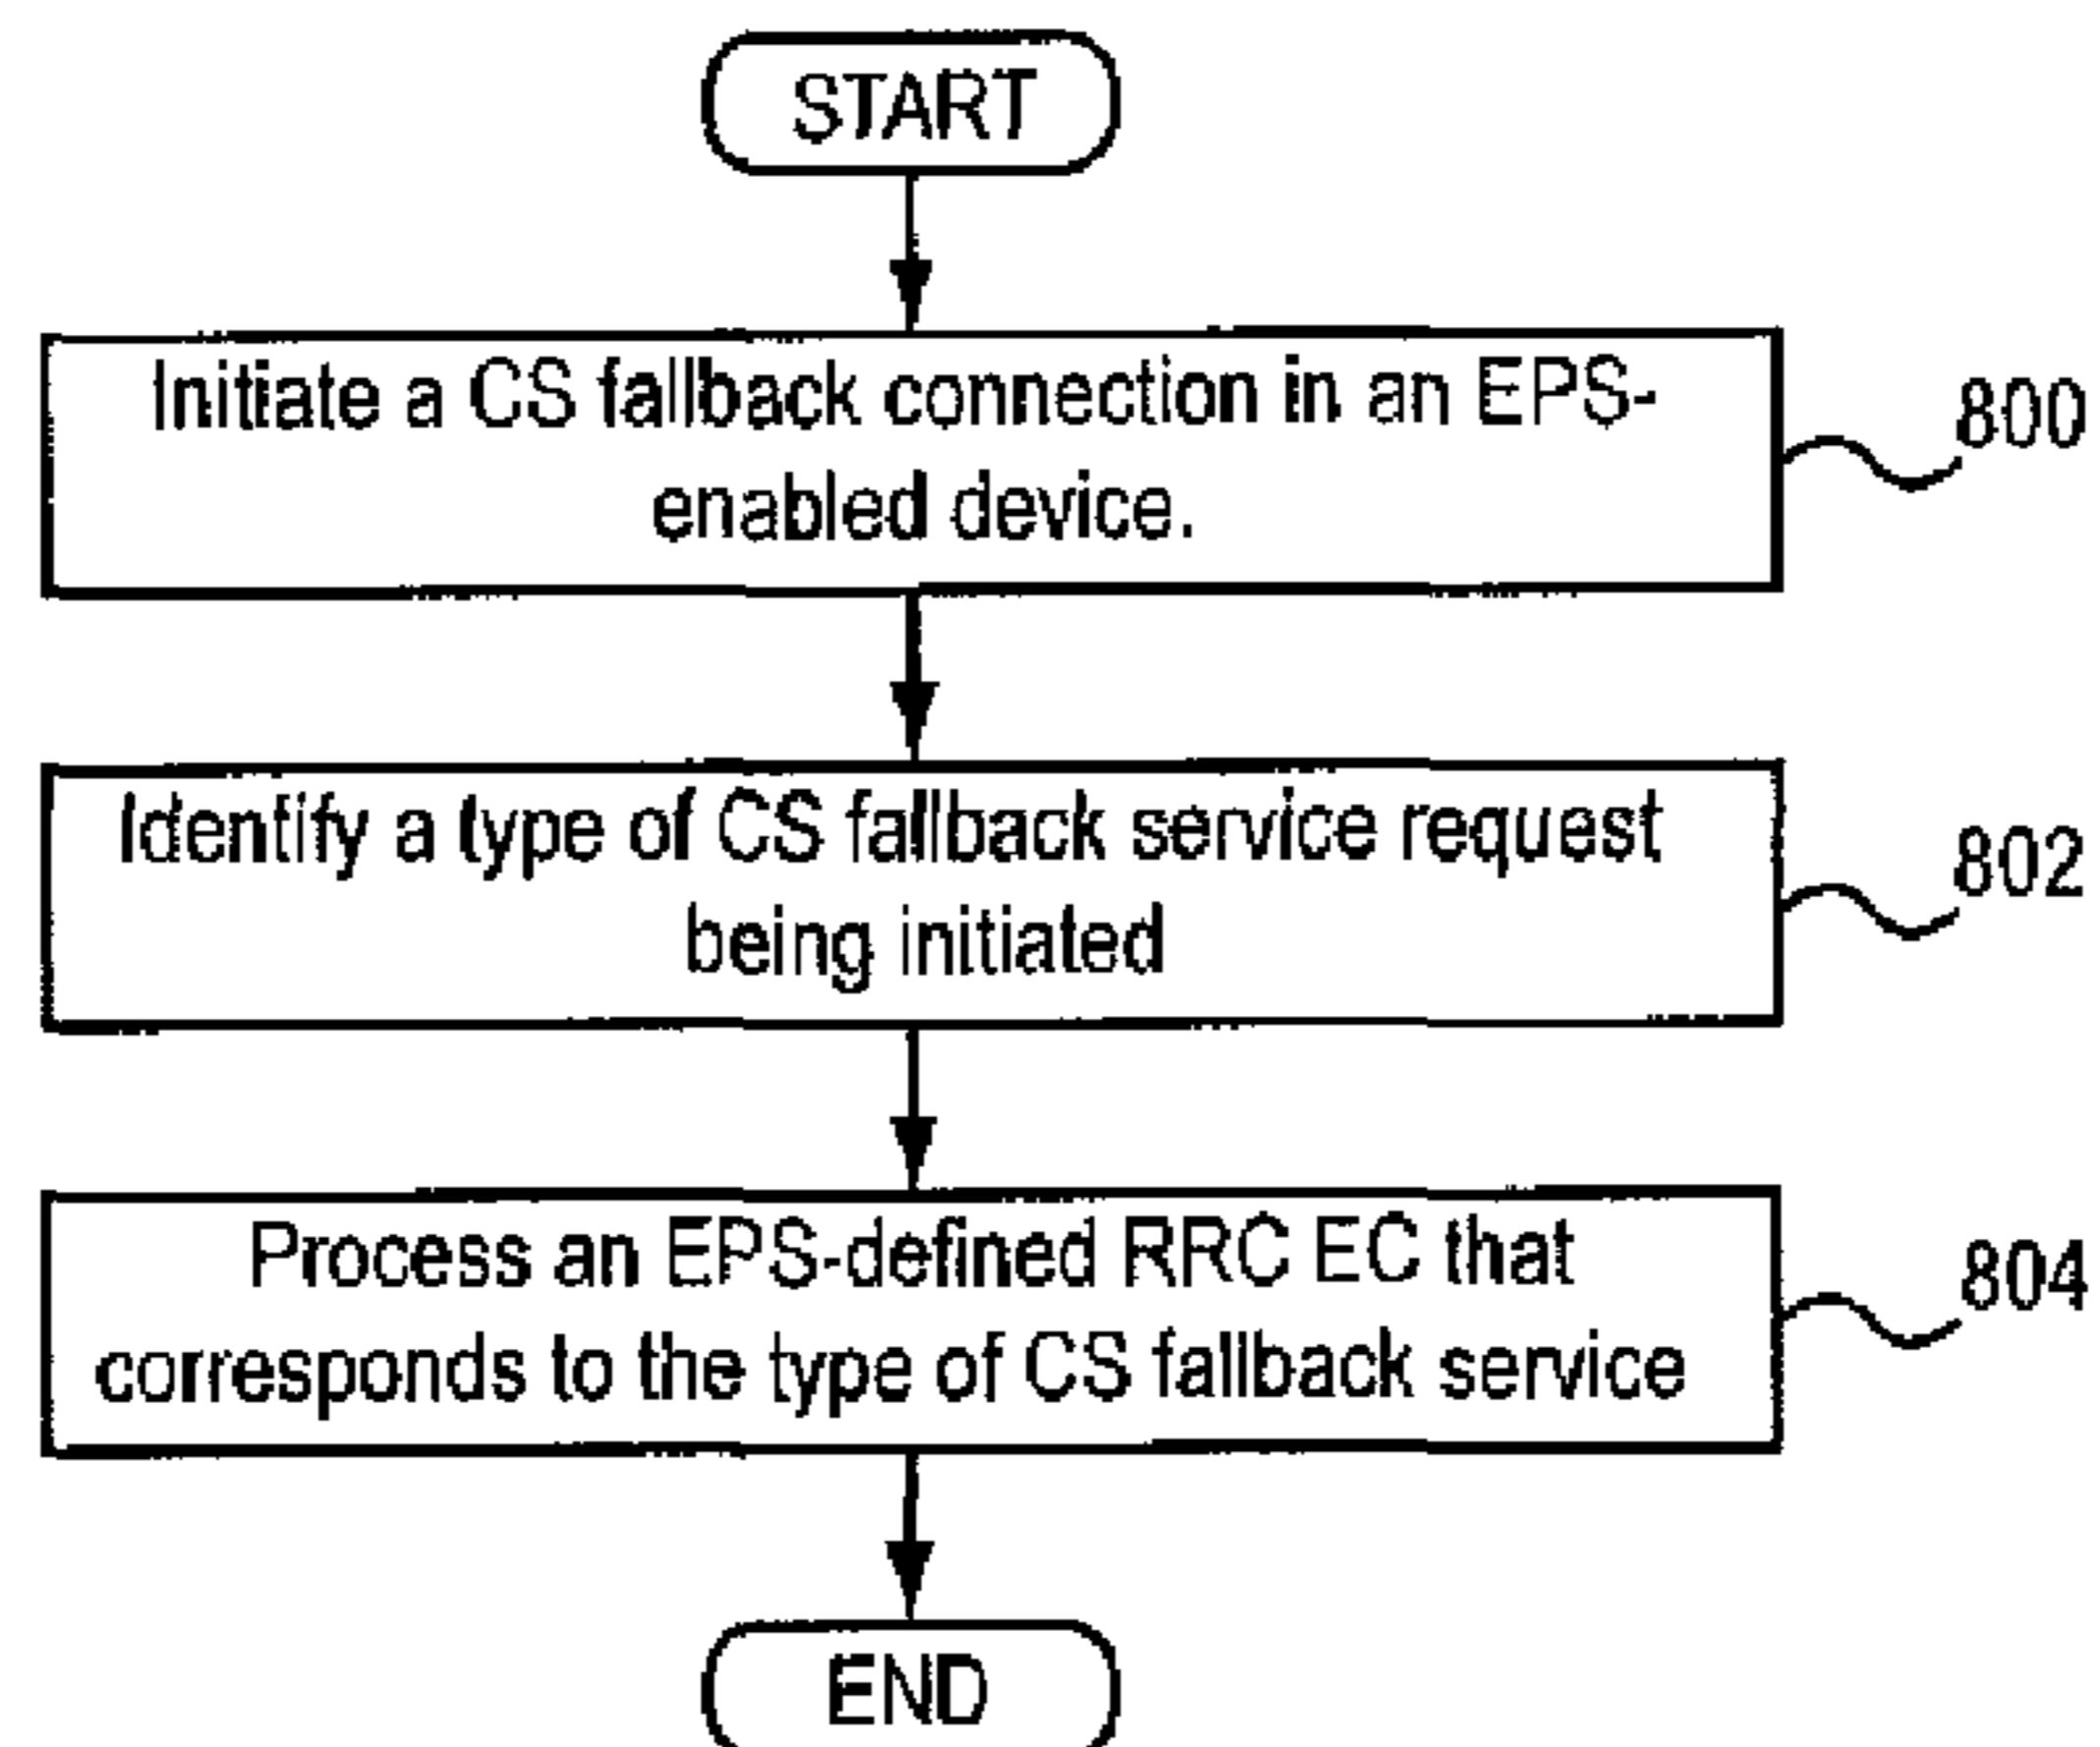 START
Initiate a CS fallback connection in an EPS-
enabled device.
800
Identify a type of CS fallback service request
being initiated
802
Process an EPS-defined RRC EC that
corresponds to the type of CS fallback service
804
END